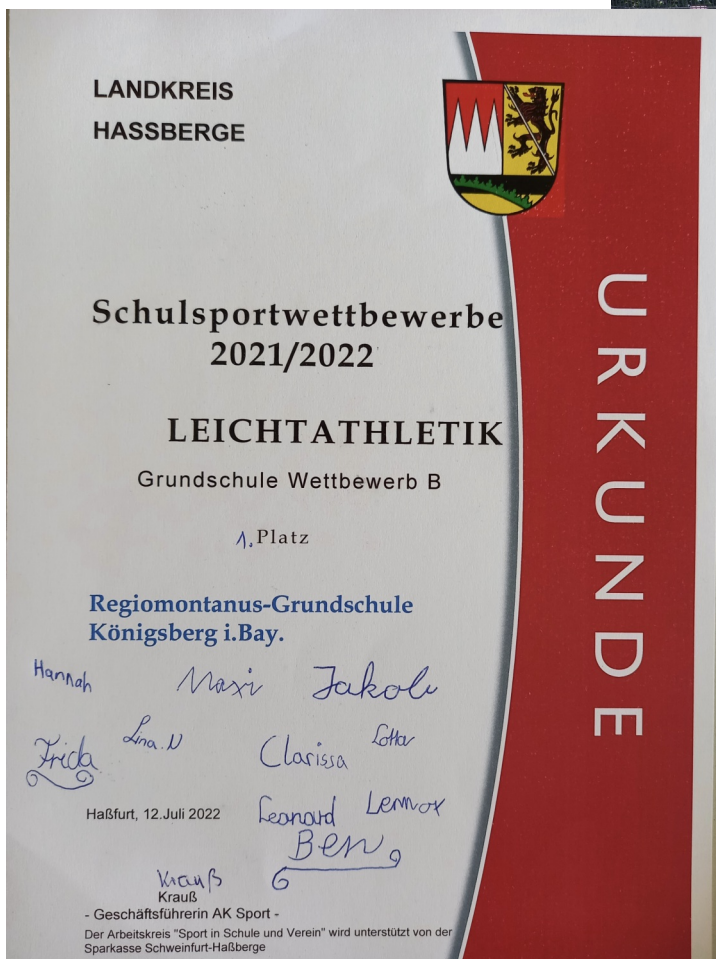 LANDKREIS
HASSBERGE
URKUNDE
Schulsportwettbewerbe
2021/2022
LEICHTATHLETIK
Grundschule Wettbewerb B
1. Platz
Regiomontanus-Grundschule
Königsberg i.Bay.
Hannah Maxi Jakob
Frida Lina.N Clarissa Lotta
Haßfurt, 12.Juli 2022 Leonard Lennox
Ben
Krauß
Krauß
- Geschäftsführerin AK Sport -
Der Arbeitskreis "Sport in Schule und Verein" wird unterstützt von der
Sparkasse Schweinfurt-Haßberge